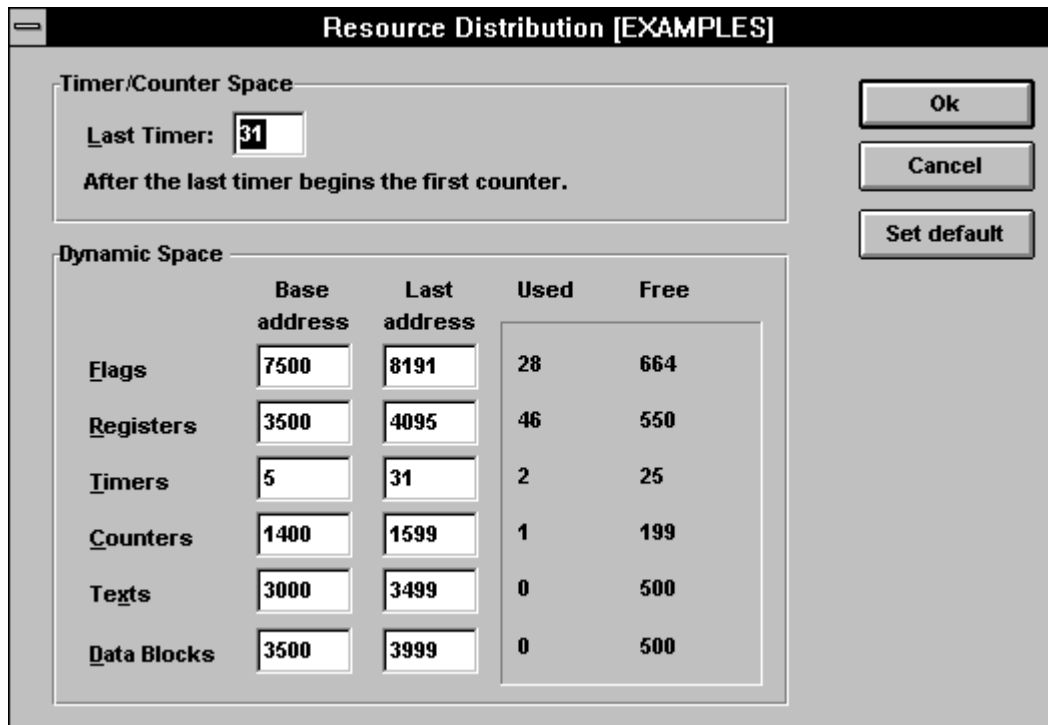 Resource Distribution [EXAMPLES]
Timer/Counter Space
Last Timer: 31
After the last timer begins the first counter.
Ok
Cancel
Set default
Dynamic Space
Base address Last address Used Free
Flags 7500 8191 28 664
Registers 3500 4095 46 550
Timers 5 31 2 25
Counters 1400 1599 1 199
Texts 3000 3499 0 500
Data Blocks 3500 3999 0 500